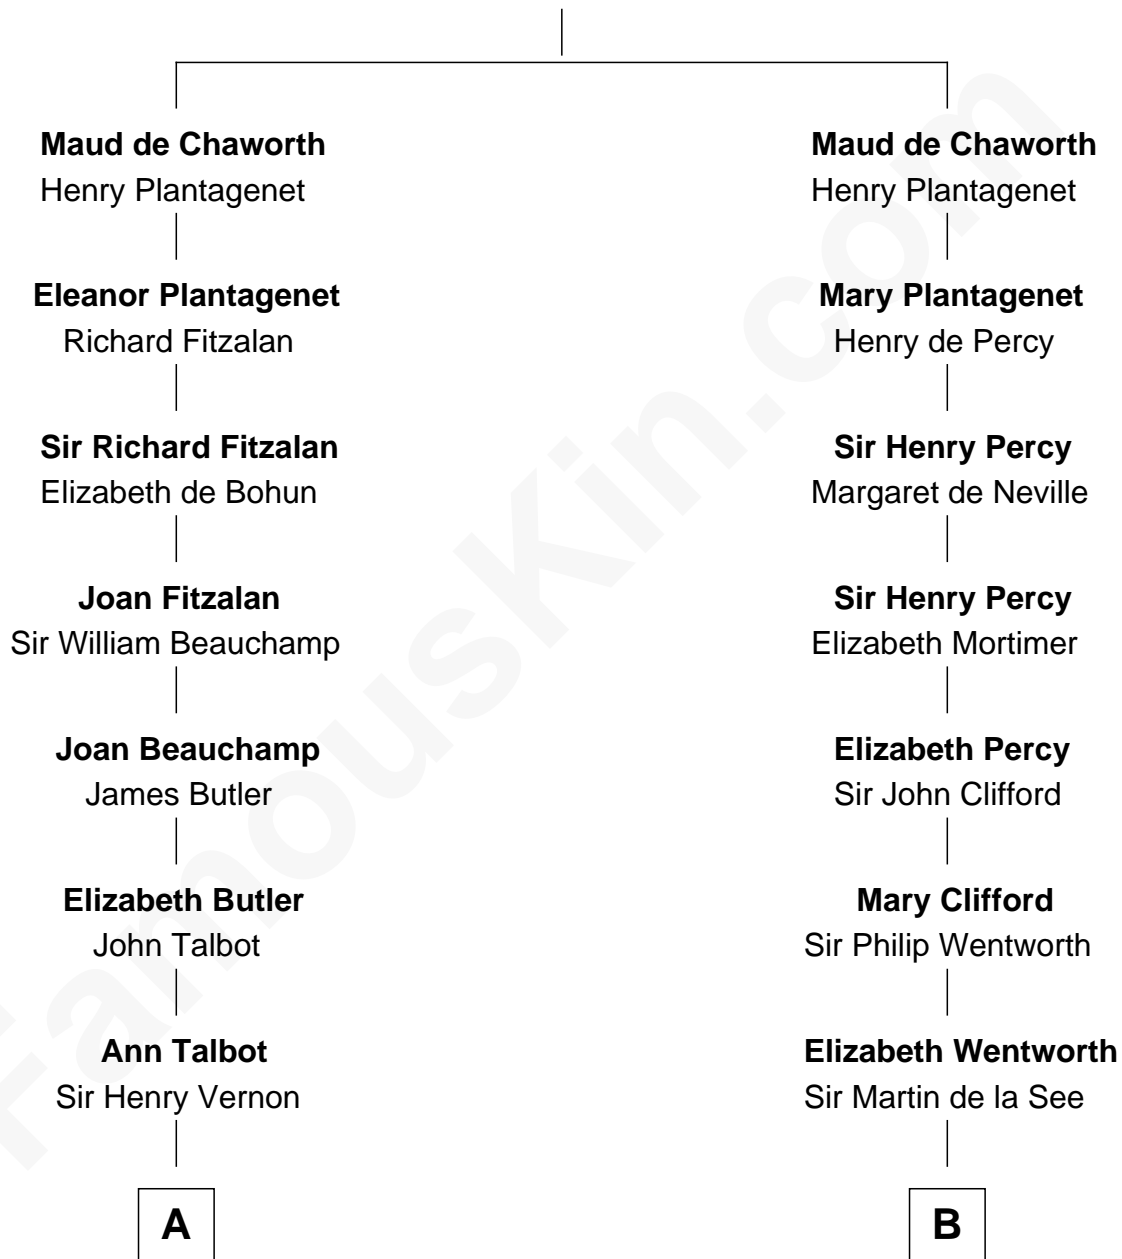 Maud de Chaworth
Henry Plantagenet
Eleanor Plantagenet
Richard Fitzalan
Sir Richard Fitzalan
Elizabeth de Bohun
Joan Fitzalan
Sir William Beauchamp
Joan Beauchamp
James Butler
Elizabeth Butler
John Talbot
Ann Talbot
Sir Henry Vernon
A
Maud de Chaworth
Henry Plantagenet
Mary Plantagenet
Henry de Percy
Sir Henry Percy
Margaret de Neville
Sir Henry Percy
Elizabeth Mortimer
Elizabeth Percy
Sir John Clifford
Mary Clifford
Sir Philip Wentworth
Elizabeth Wentworth
Sir Martin de la See
B
FamousKin.com